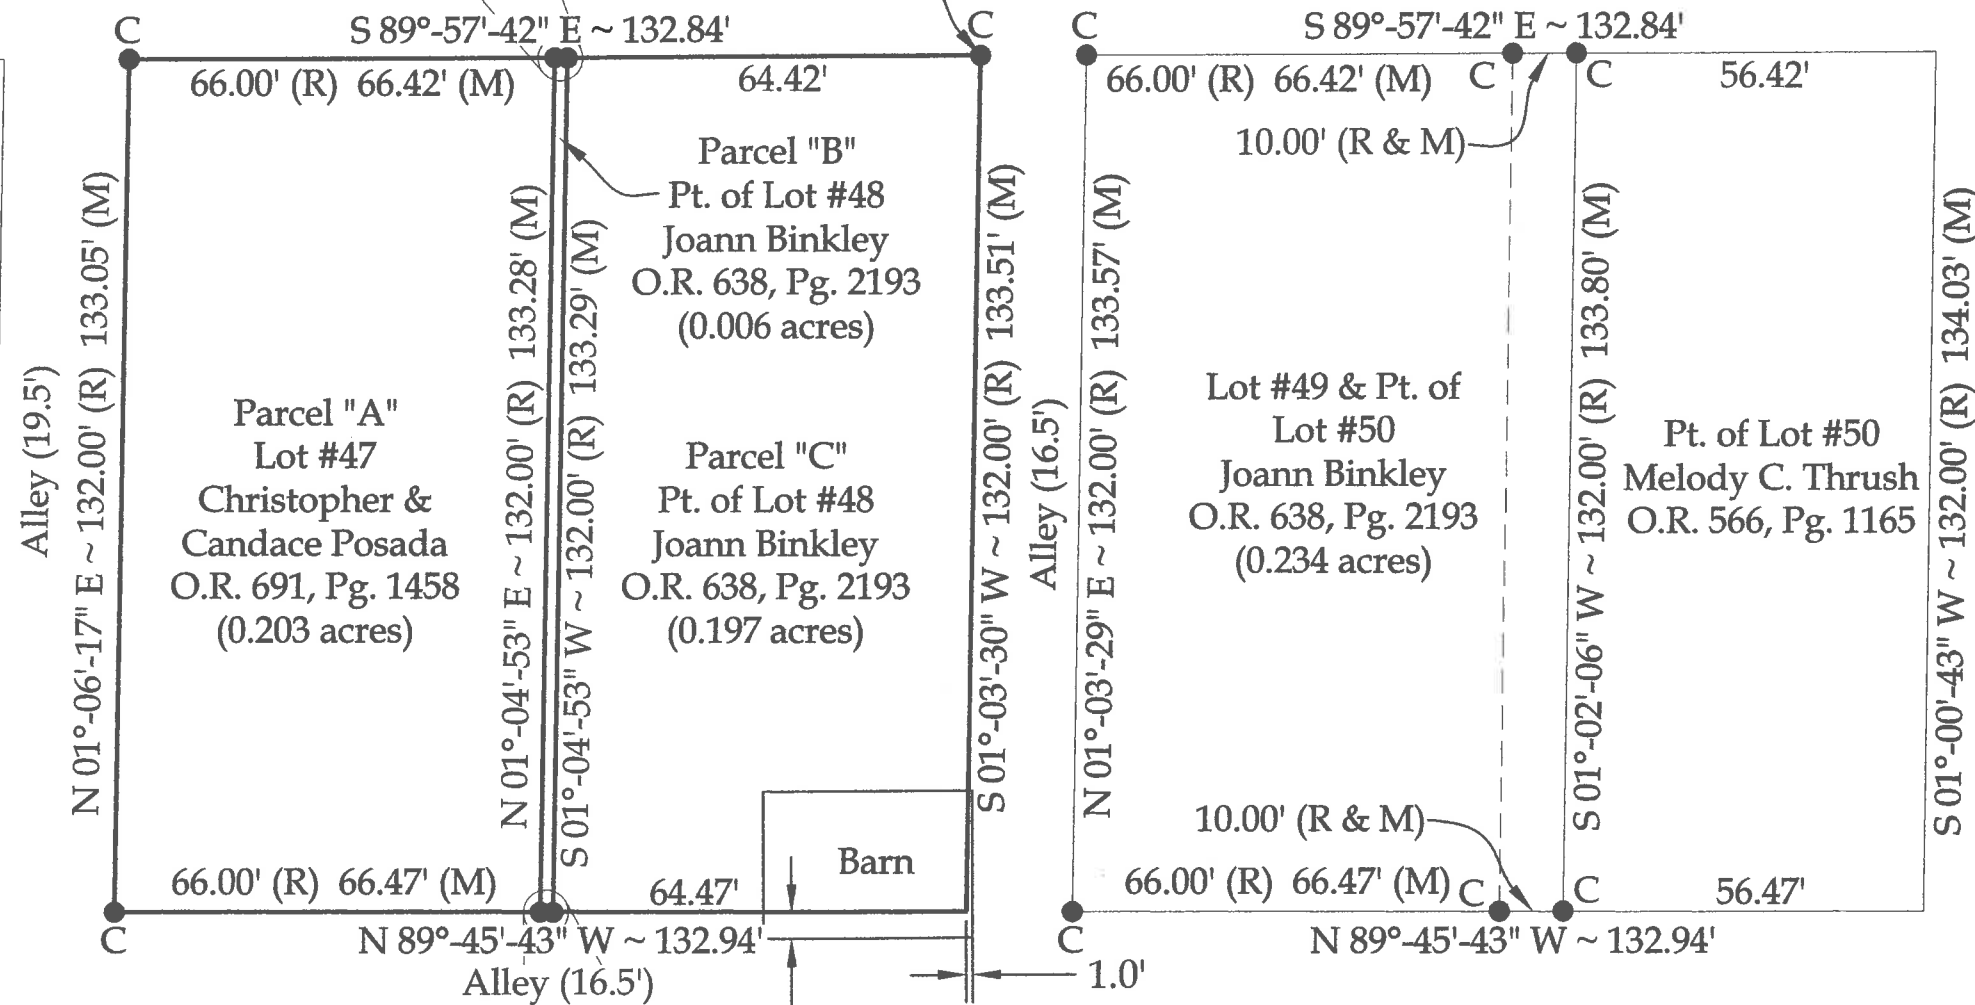 C
S 89°-57'-42" E ~ 132.84'
C
66.00' (R) 66.42' (M)
64.42'
Parcel "B"
Pt. of Lot #48
Joann Binkley
O.R. 638, Pg. 2193
(0.006 acres)
Alley (19.5')
N 01°-06'-17" E ~ 132.00' (R) 133.05' (M)
Parcel "A"
Lot #47
Christopher &
Candace Posada
O.R. 691, Pg. 1458
(0.203 acres)
N 01°-04'-53" E ~ 132.00' (R) 133.28' (M)
S 01°-04'-53" W ~ 132.00' (R) 133.29' (M)
Parcel "C"
Pt. of Lot #48
Joann Binkley
O.R. 638, Pg. 2193
(0.197 acres)
S 01°-03'-30" W ~ 132.00' (R) 133.51' (M)
Barn
66.00' (R) 66.47' (M)
64.47'
C
N 89°-45'-43" W ~ 132.94'
Alley (16.5')
1.0'
Alley (16.5')
C
S 89°-57'-42" E ~ 132.84'
66.00' (R) 66.42' (M)
C
C
56.42'
10.00' (R & M)
N 01°-03'-29" E ~ 132.00' (R) 133.57' (M)
Lot #49 & Pt. of
Lot #50
Joann Binkley
O.R. 638, Pg. 2193
(0.234 acres)
S 01°-02'-06" W ~ 132.00' (R) 133.80' (M)
Pt. of Lot #50
Melody C. Thrush
O.R. 566, Pg. 1165
S 01°-00'-43" W ~ 132.00' (R) 134.03' (M)
10.00' (R & M)
66.00' (R) 66.47' (M)
C
C
56.47'
C
N 89°-45'-43" W ~ 132.94'